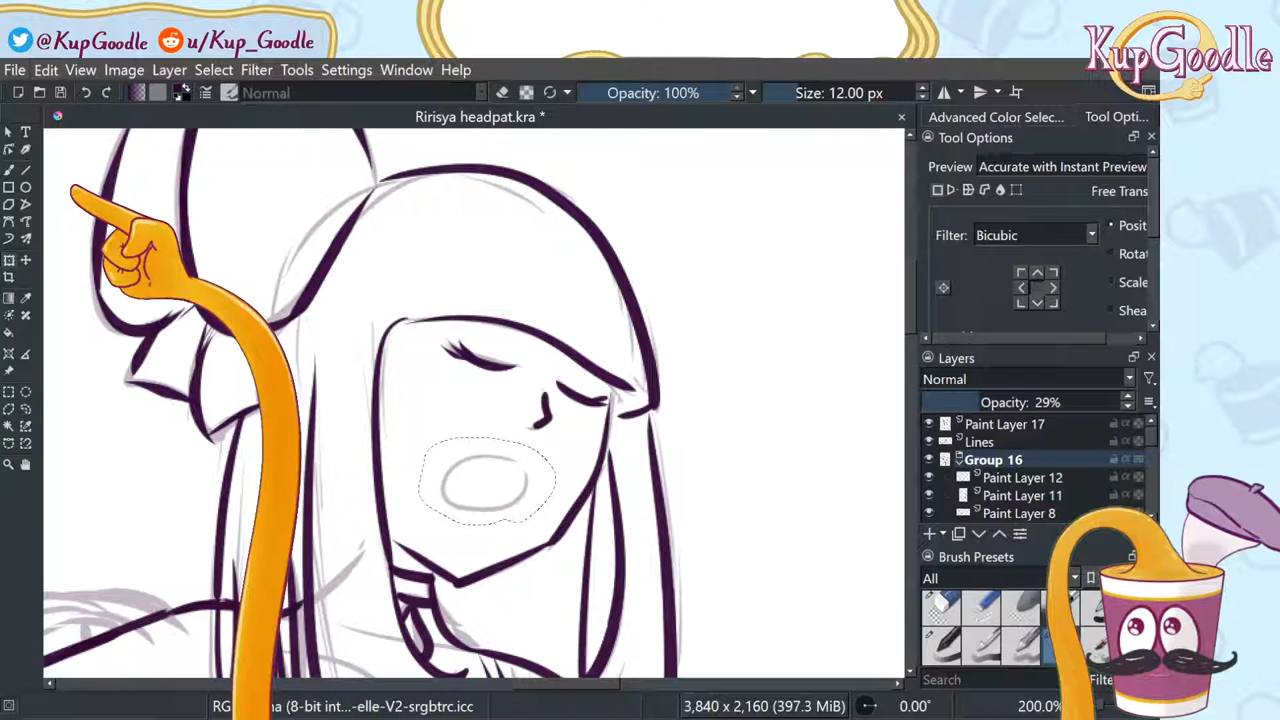 @KupGoodle u/Kup_Goodle
KupGoodle
File Edit View Image Layer Select Filter Tools Settings Window Help
Normal Opacity: 100% Size: 12.00 px
Ririsya headpat.kra *
Advanced Color Selec... Tool Opti...
Tool Options
Preview Accurate with Instant Preview
Free Trans
Filter: Bicubic
Posit
Rotat
Scale
Shea
Layers
Normal
Opacity: 29%
Paint Layer 17
Lines
Group 16
Paint Layer 12
Paint Layer 11
Paint Layer 8
Brush Presets
All
Search Filte
RG ma (8-bit int...-elle-V2-srgbtrc.icc 3,840 x 2,160 (397.3 MiB) 0.00° 200.0%